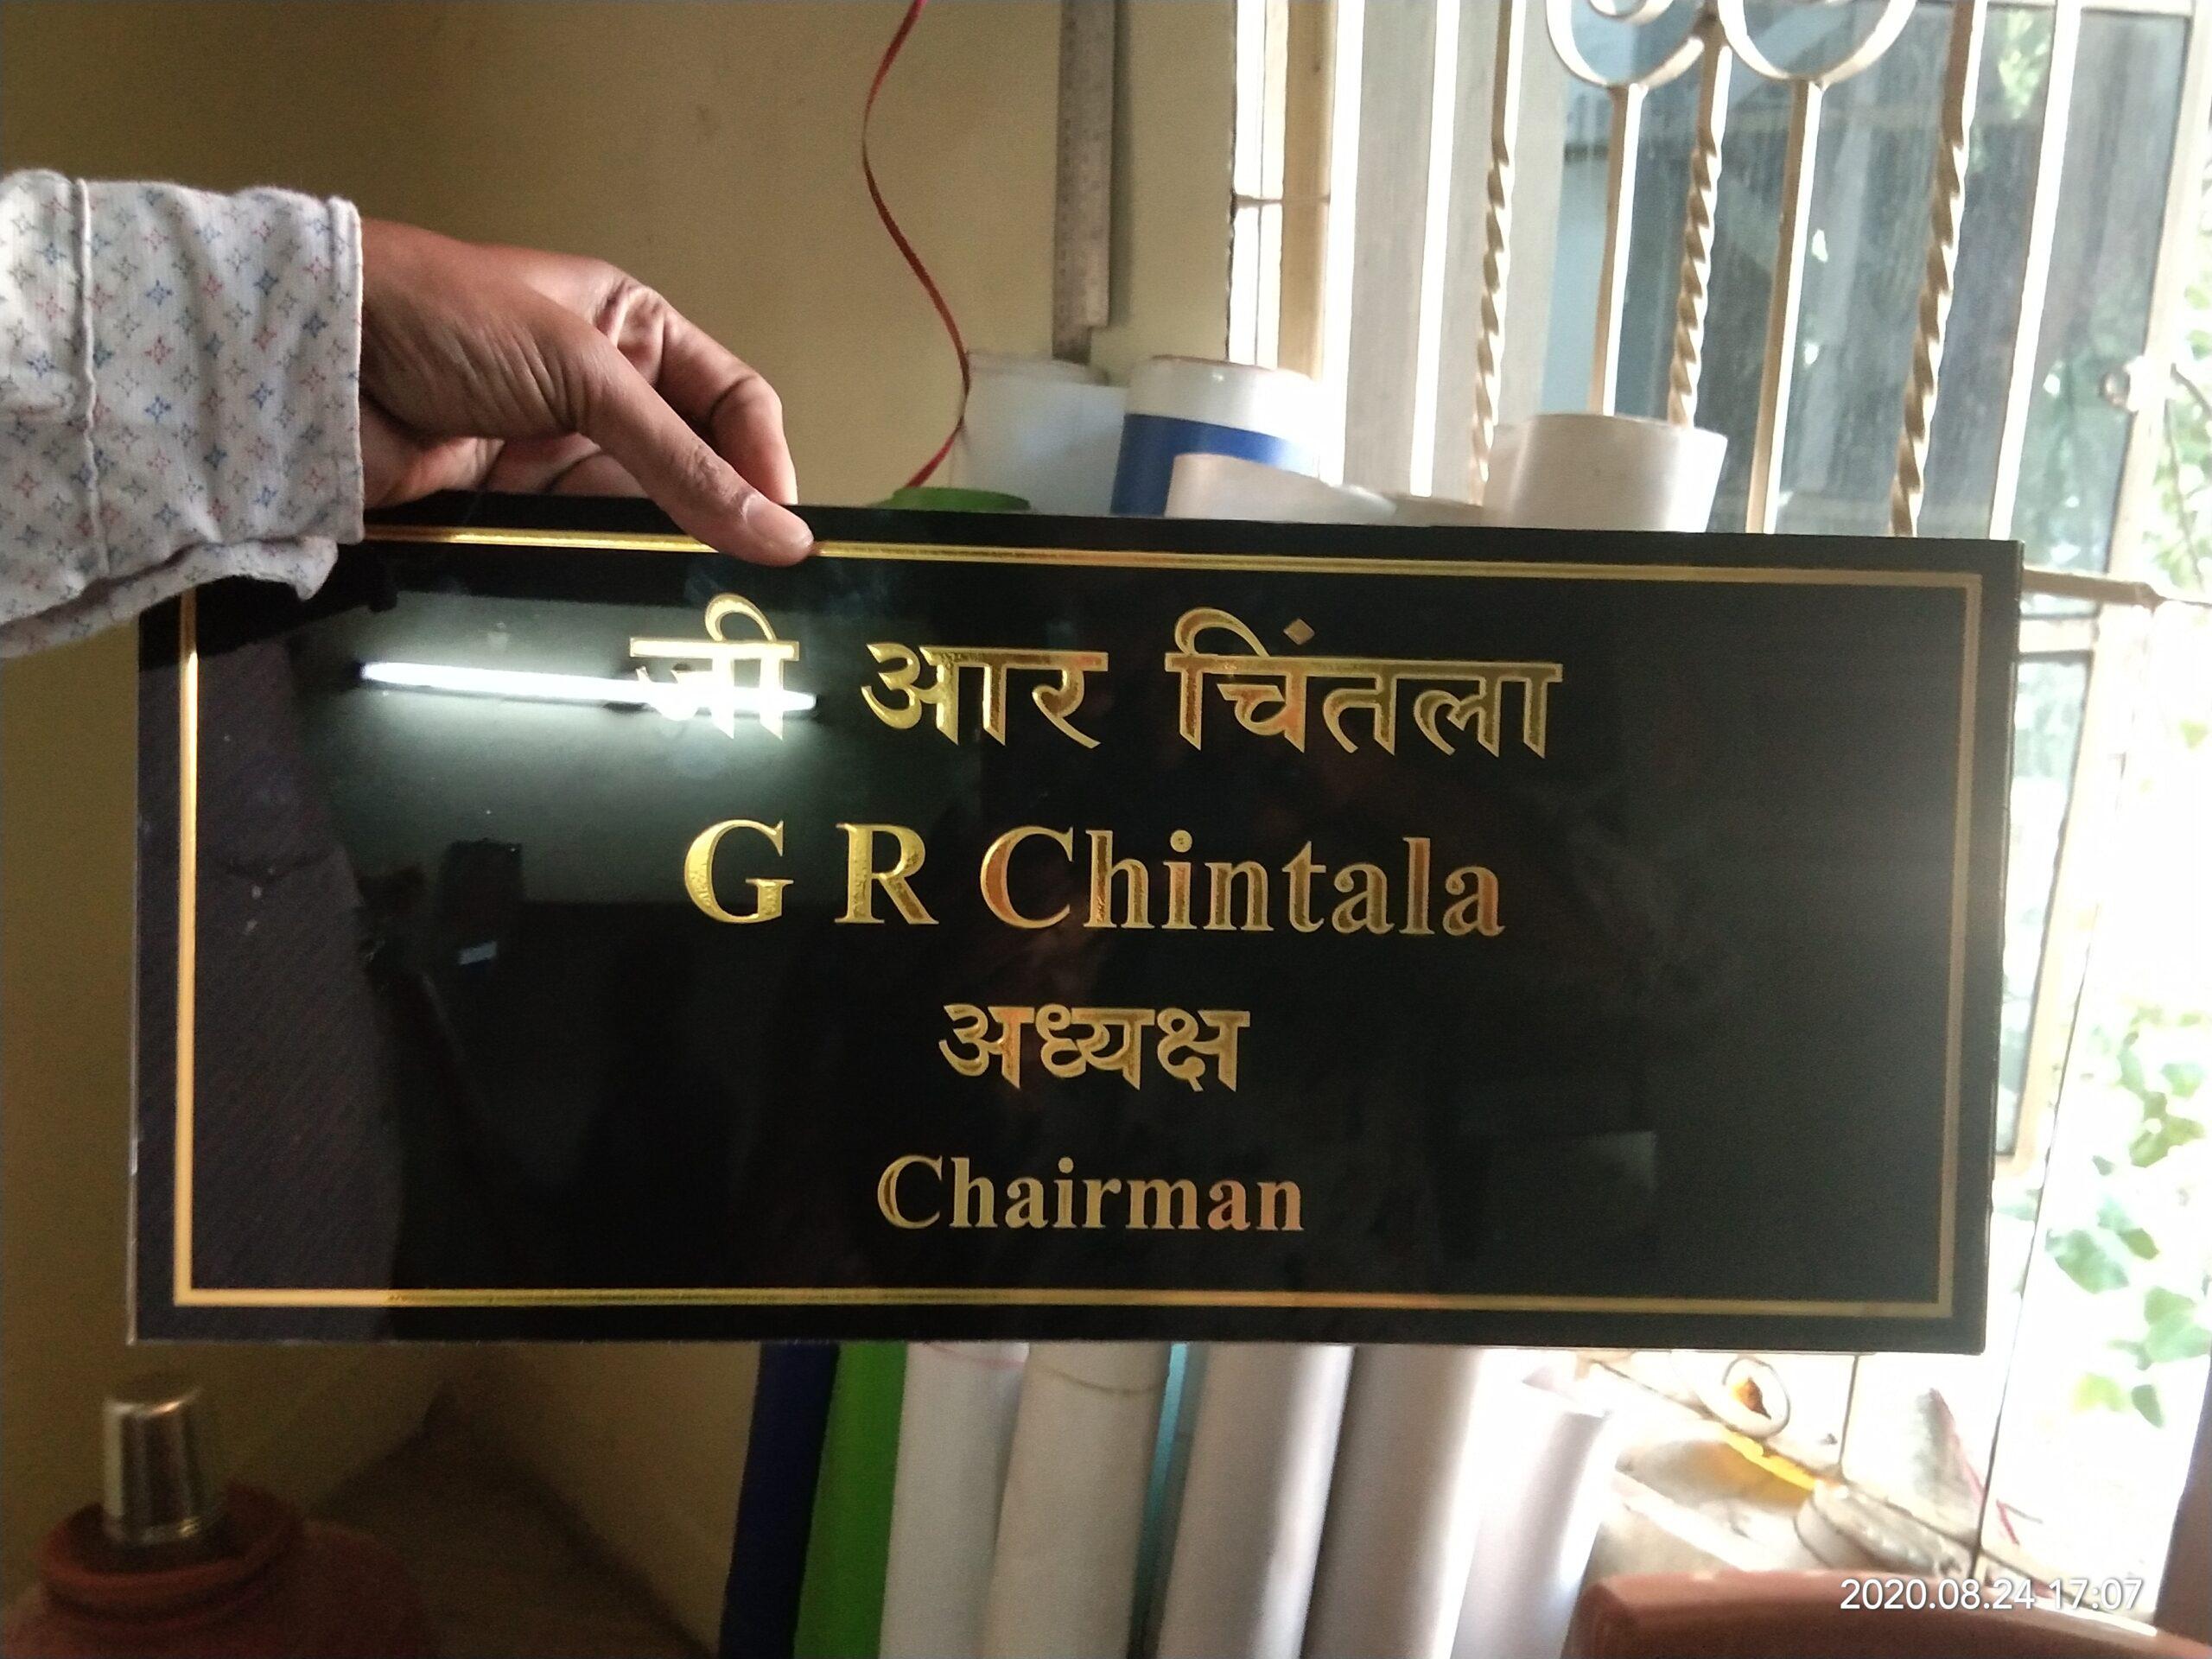 जी आर चिंतला
G R Chintala
अध्यक्ष
Chairman
2020.08.24 17:07